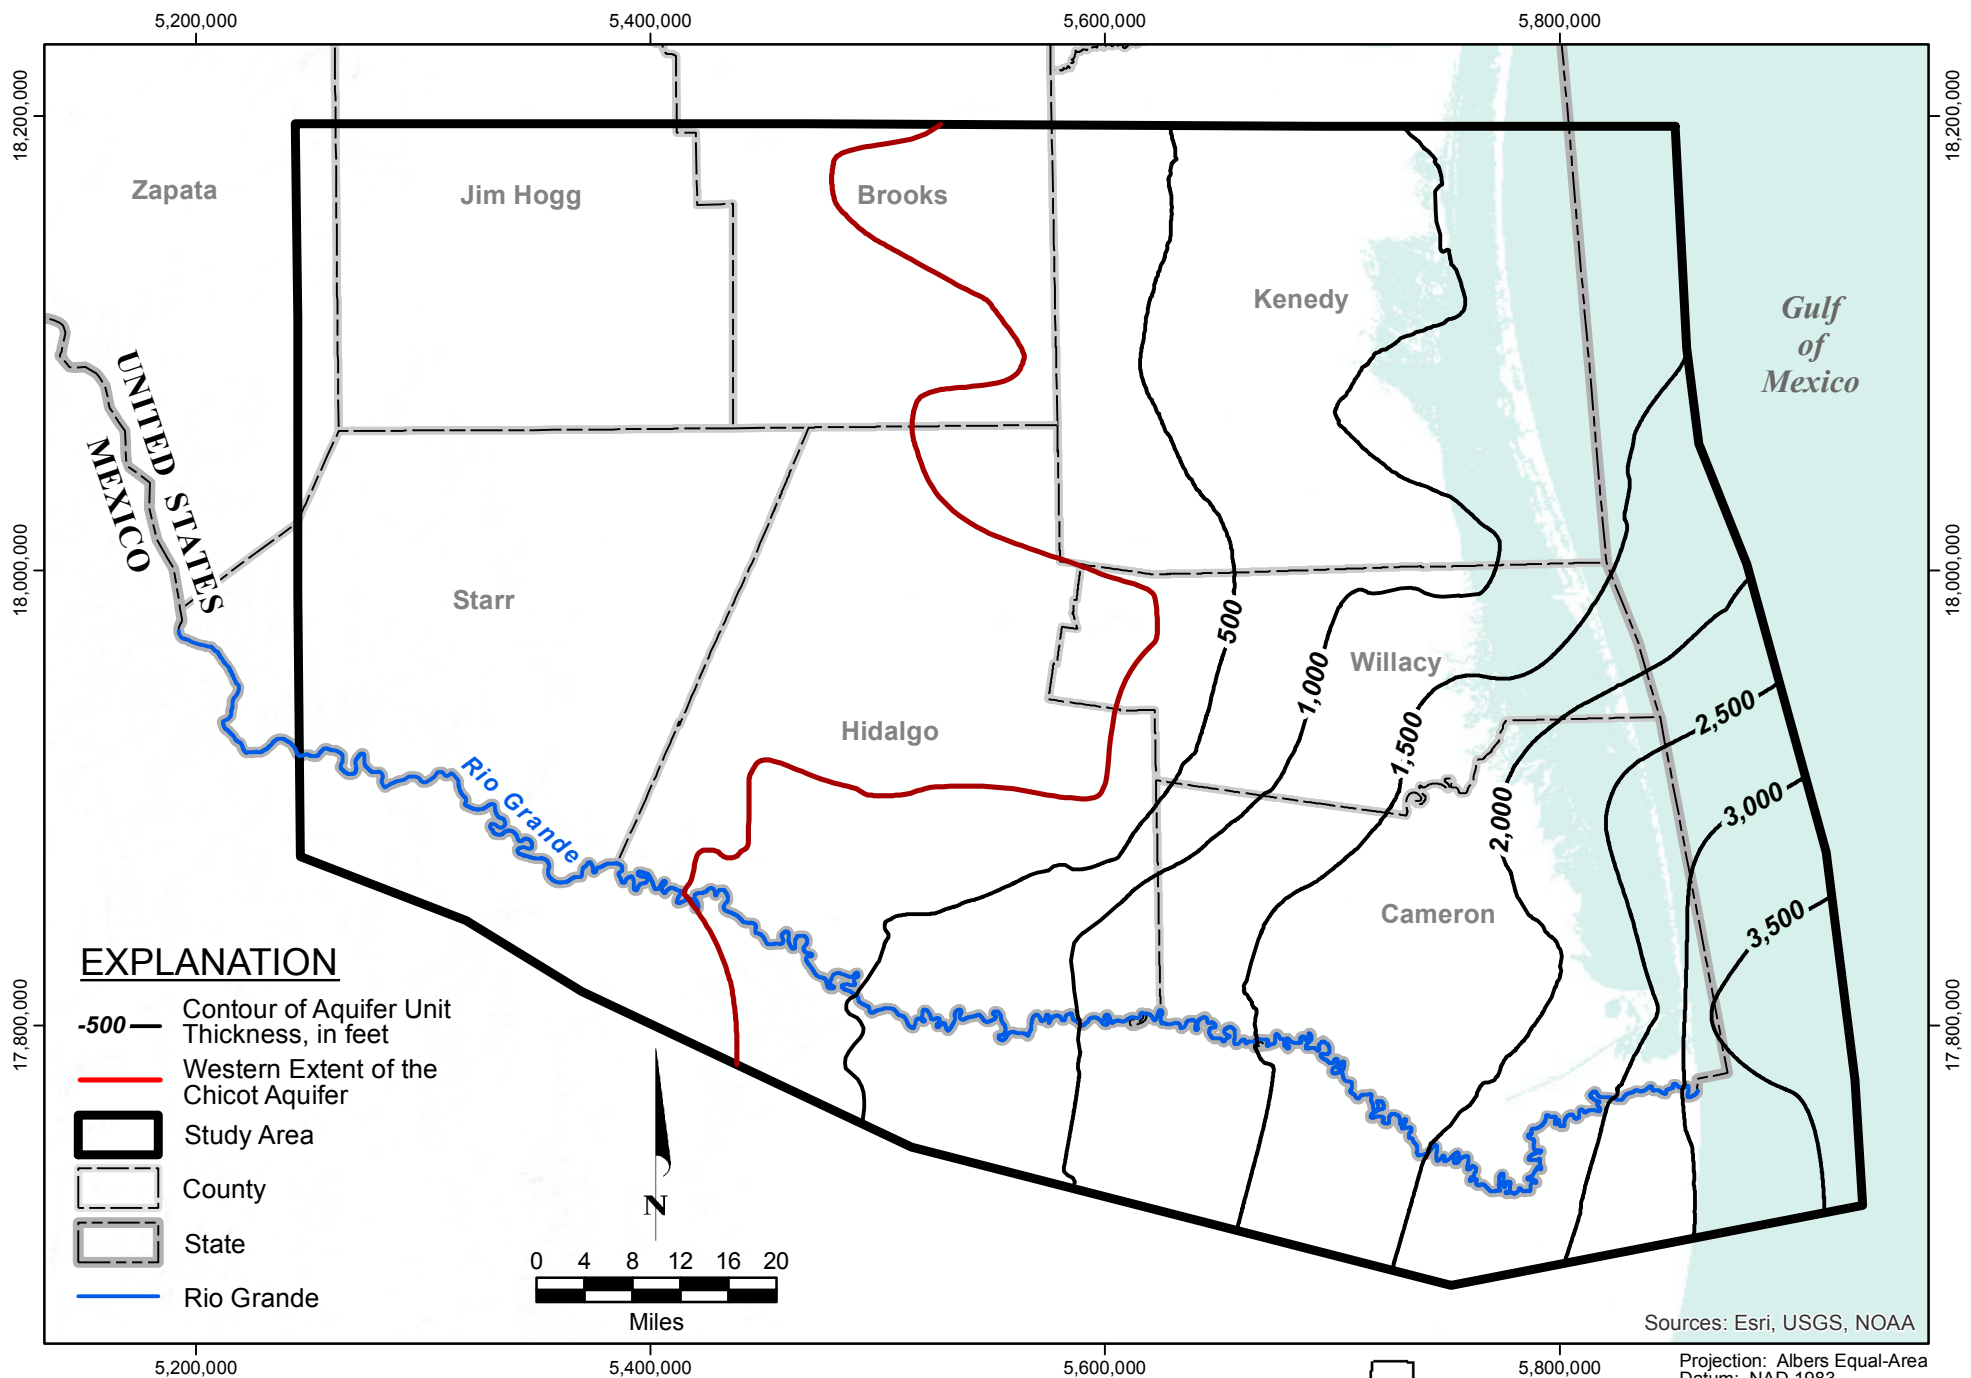 5,200,000
5,400,000
5,600,000
5,800,000
18,200,000
18,200,000
Zapata
Jim Hogg
Brooks
Kenedy
Gulf
of
Mexico
UNITED STATES
MEXICO
18,000,000
18,000,000
Starr
500
Willacy
1,000
Hidalgo
1,500
2,500
Rio Grande
2,000
3,000
Cameron
3,500
17,800,000
17,800,000
EXPLANATION
-500
Contour of Aquifer Unit
Thickness, in feet
Western Extent of the
Chicot Aquifer
Study Area
County
State
Rio Grande
N
0 4 8 12 16 20
Miles
Sources: Esri, USGS, NOAA
5,200,000
5,400,000
5,600,000
5,800,000
Projection: Albers Equal-Area
Datum: NAD 1983